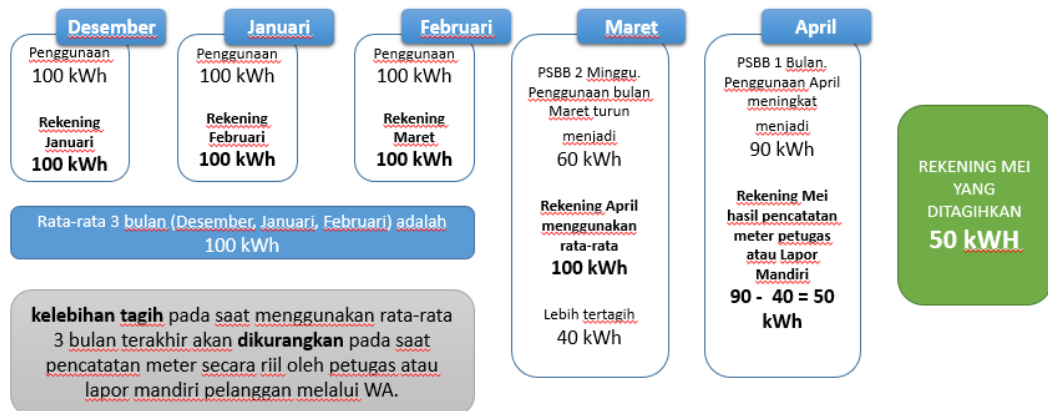 Desember
Penggunaan
100 kWh
Rekening
Januari
100 kWh
Januari
Penggunaan
100 kWh
Rekening
Februari
100 kWh
Februari
Penggunaan
100 kWh
Rekening
Maret
100 kWh
Rata-rata 3 bulan (Desember, Januari, Februari) adalah
100 kWh
kelebihan tagih pada saat menggunakan rata-rata
3 bulan terakhir akan dikurangkan pada saat
pencatatan meter secara riil oleh petugas atau
lapor mandiri pelanggan melalui WA.
Maret
PSBB 2 Minggu.
Penggunaan bulan
Maret turun
menjadi
60 kWh
Rekening April
menggunakan
rata-rata
100 kWh
Lebih tertagih
40 kWh
April
PSBB 1 Bulan.
Penggunaan April
meningkat
menjadi
90 kWh
Rekening Mei
hasil pencatatan
meter petugas
atau Lapor
Mandiri
90 - 40 = 50
kWh
REKENING MEI
YANG
DITAGIHKAN
50 kWH